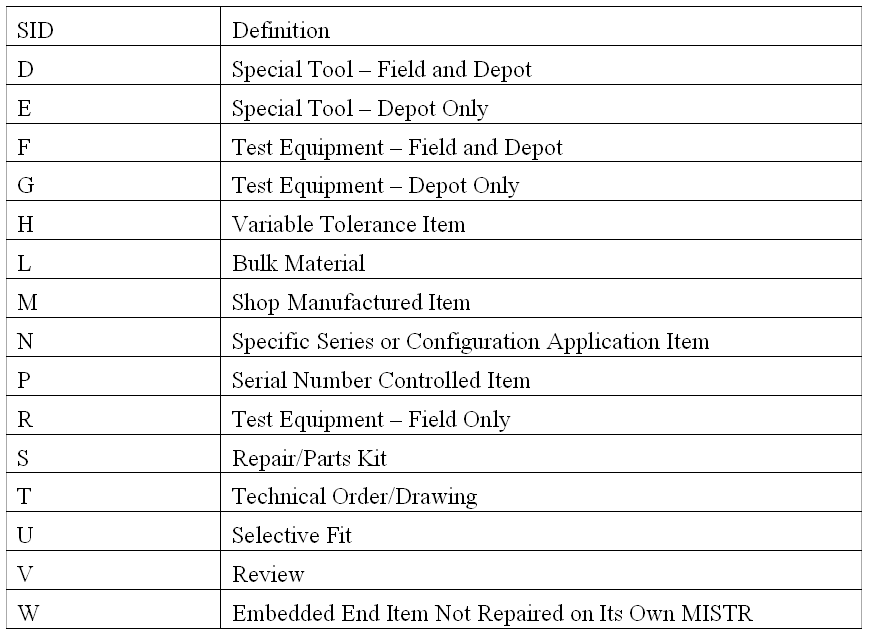 SID Definition
D Special Tool – Field and Depot
E Special Tool – Depot Only
F Test Equipment – Field and Depot
G Test Equipment – Depot Only
H Variable Tolerance Item
L Bulk Material
M Shop Manufactured Item
N Specific Series or Configuration Application Item
P Serial Number Controlled Item
R Test Equipment – Field Only
S Repair/Parts Kit
T Technical Order/Drawing
U Selective Fit
V Review
W Embedded End Item Not Repaired on Its Own MISTR